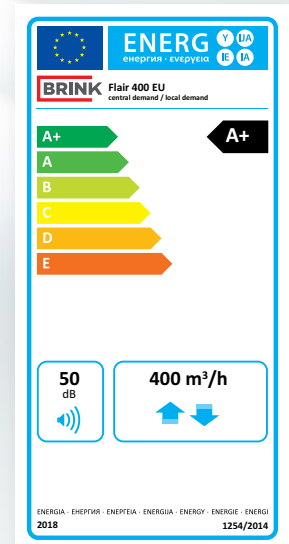 ENERG
енергия · ενεργεια
Y IJA
IE IA
BRINK
Flair 400 EU
central demand / local demand
A+
A+
A
B
C
D
E
50
dB
400 m³/h
ENERGIA · ЕНЕРГИЯ · ΕΝΕΡΓΕΙΑ · ENERGIJA · ENERGY · ENERGIE · ENERGI
2018
1254/2014